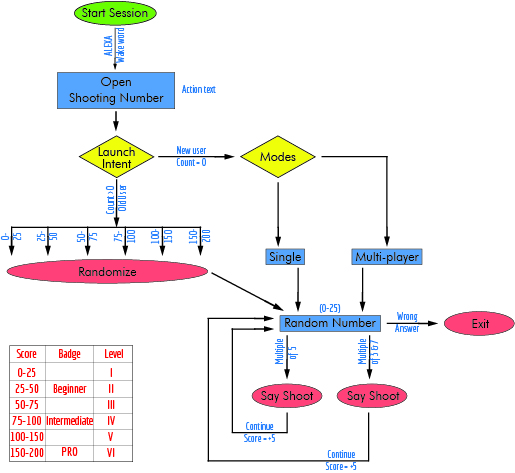 Start Session
ALEXA
Wake word
Open
Shooting Number
Action text
Launch
Intent
New user
Count = 0
Modes
Count > 0
Old User
0-
25
25-
50
50-
75
75-
100
100-
150
150-
200
Single
Multi-player
Randomize
(0-25)
Random Number
Wrong
Answer
Exit
Multiple
of 5
Multiple
of 5 & 7
Say Shoot
Say Shoot
Continue
Score = +5
Continue
Score = +5
Score Badge Level
0-25 I
25-50 Beginner II
50-75 III
75-100 Intermediate IV
100-150 V
150-200 PRO VI